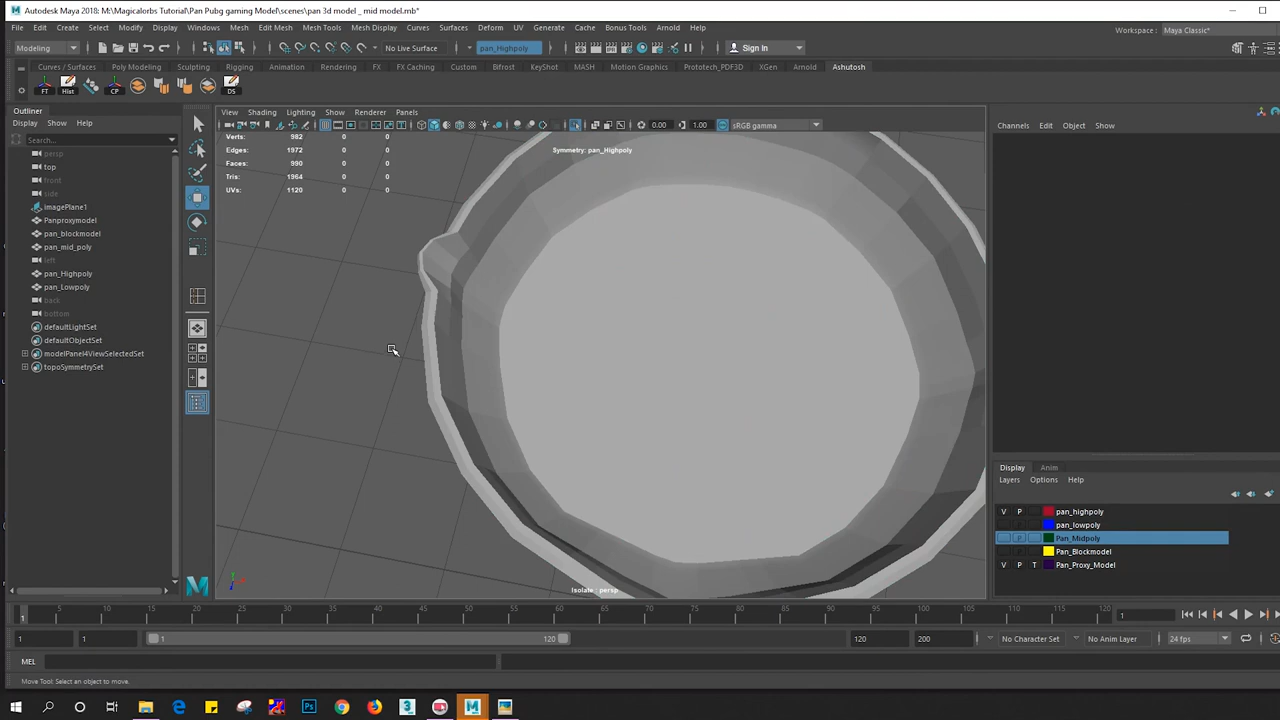 Autodesk Maya 2018: M:\Magicalorbs Tutorial\Pan Pubg gaming Model\scenes\pan 3d model _ mid model.mb*
File Edit Create Select Modify Display Windows Mesh Edit Mesh Mesh Tools Mesh Display Curves Surfaces Deform UV Generate Cache Bonus Tools Key Arnold Help
Workspace: Maya Classic*
Modeling No Live Surface pan_Highpoly Sign In
Curves / Surfaces Poly Modeling Sculpting Rigging Animation Rendering FX FX Caching Custom Bifrost KeyShot MASH Motion Graphics Prototech_PDF3D XGen Arnold Ashutosh
FT Hist CP DS
Outliner
Display Show Help
Search...
persp
top
front
side
imagePlane1
Panproxymodel
pan_blockmodel
pan_mid_poly
left
pan_Highpoly
pan_Lowpoly
back
bottom
defaultLightSet
defaultObjectSet
modelPanel4ViewSelectedSet
topoSymmetrySet
View Shading Lighting Show Renderer Panels
0.00 1.00 sRGB gamma
Verts: 982 0 0
Edges: 1972 0 0
Faces: 990 0 0
Tris: 1964 0 0
UVs: 1120 0 0
Symmetry: pan_Highpoly
Isolate : persp
Channels Edit Object Show
Display Anim
Layers Options Help
V P pan_highpoly
pan_lowpoly
P Pan_Midpoly
Pan_Blockmodel
V P T Pan_Proxy_Model
5 10 15 20 25 30 35 40 45 50 55 60 65 70 75 80 85 90 95 100 105 110 115 120
1 1
1 1 1 120 120 200 No Character Set No Anim Layer 24 fps
MEL
Move Tool: Select an object to move.